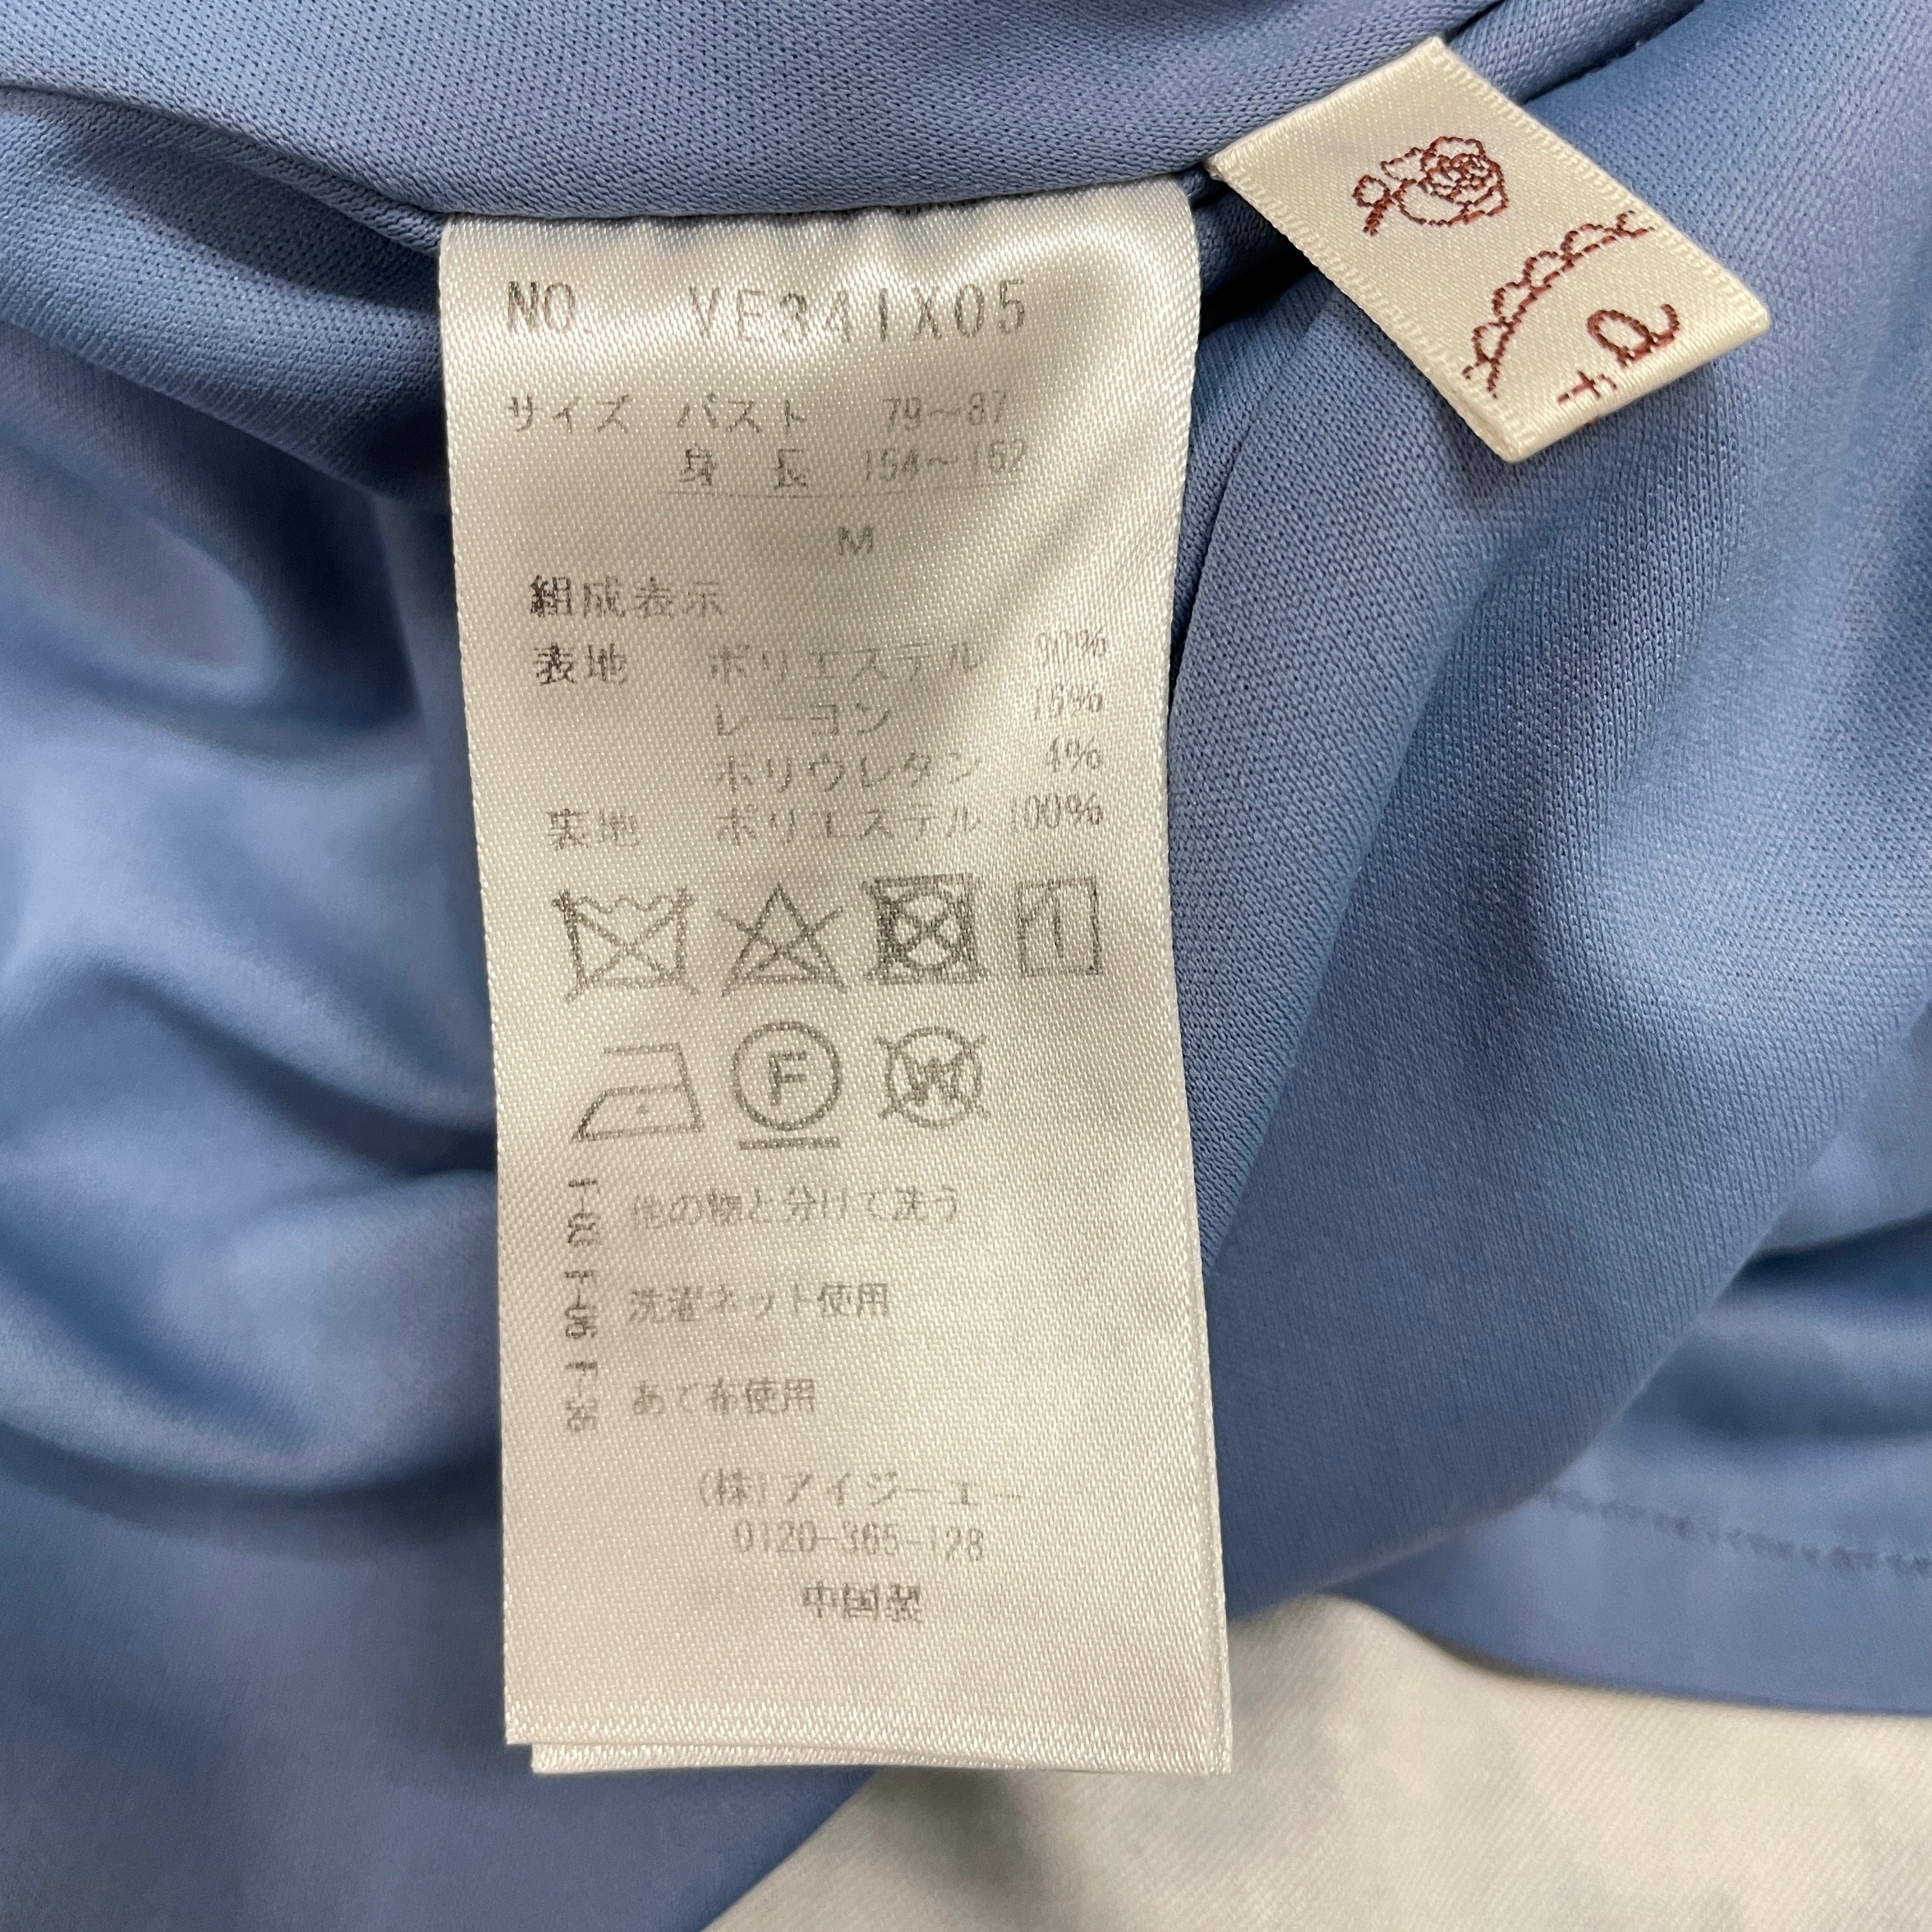 NO. VE341X05
サイズ バスト 79〜87
身 長 154〜162
M
組成表示
表地 ポリエステル
レーヨン
ポリウレタン 4%
裏地 ポリエステル 100%
F
W
他の物と分けて洗う
洗濯ネット使用
あて布使用
(株)アイジーエー
0120-365-128
中国製